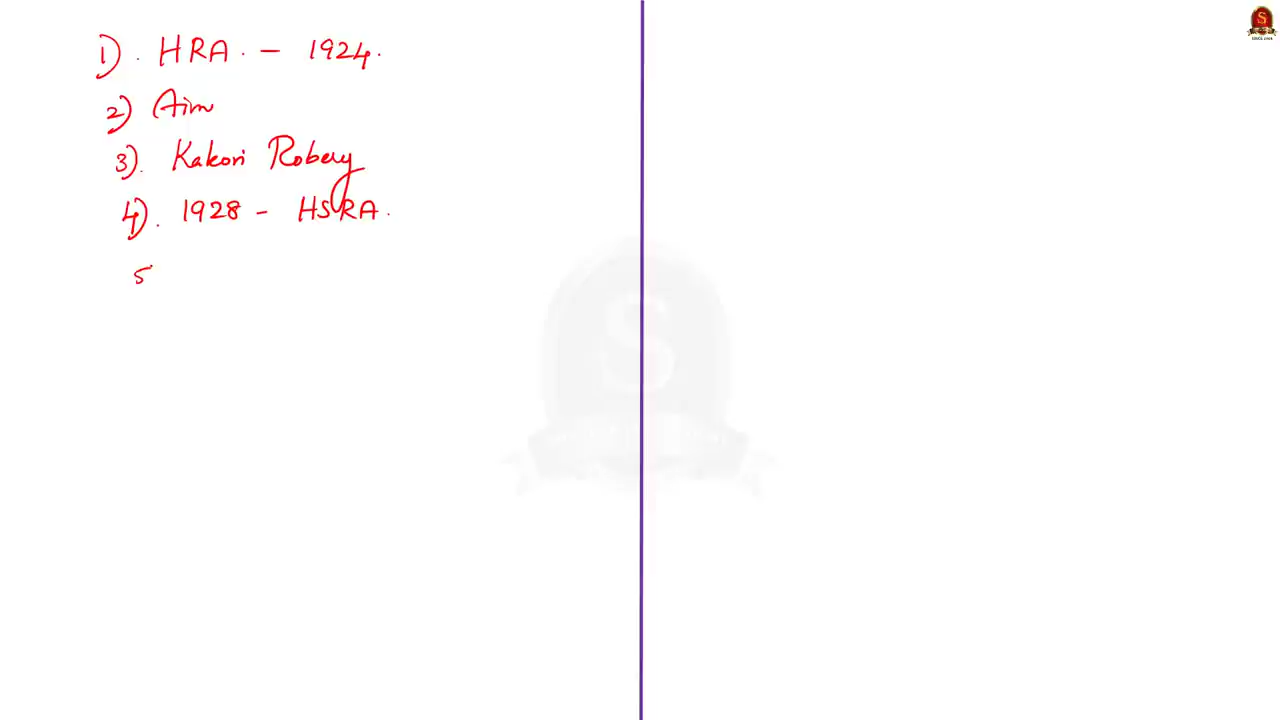 1). HRA. - 1924.
2) Aim
3). Kakori Robery
4). 1928 - HSRA.
5
S